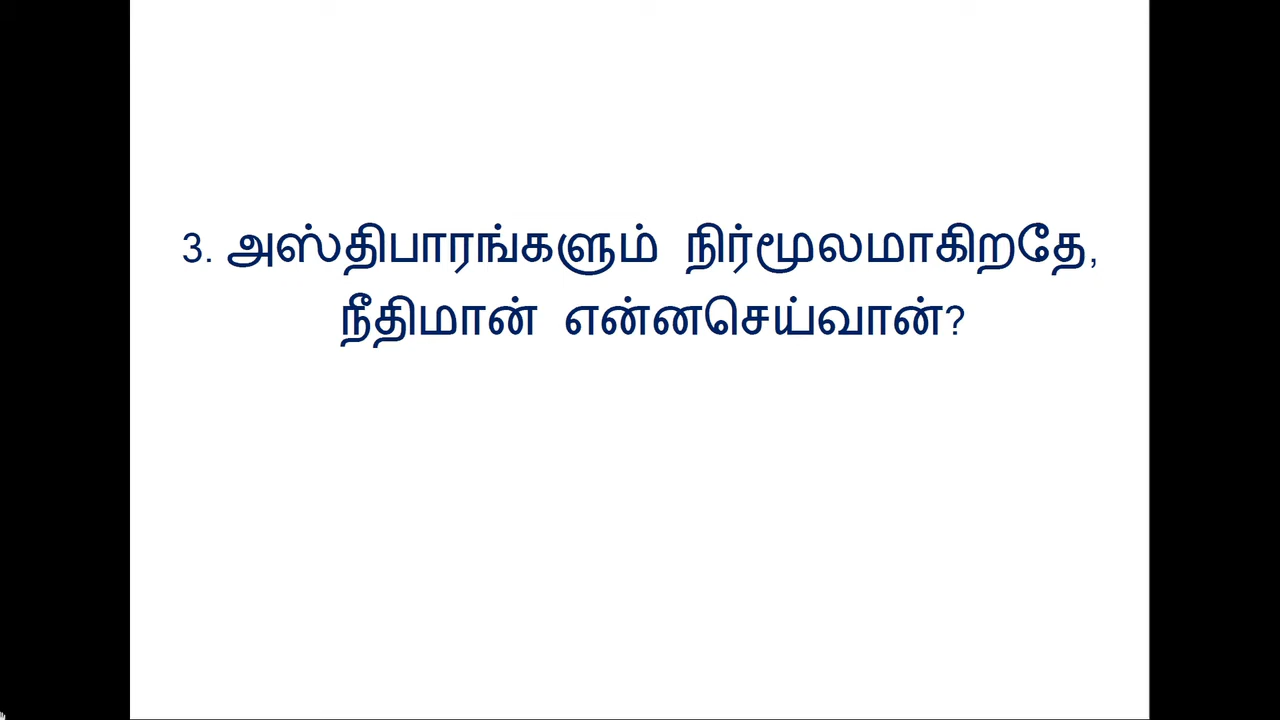 3. அஸ்திபாரங்களும் நிர்மூலமாகிறதே,
நீதிமான் என்னசெய்வான்?